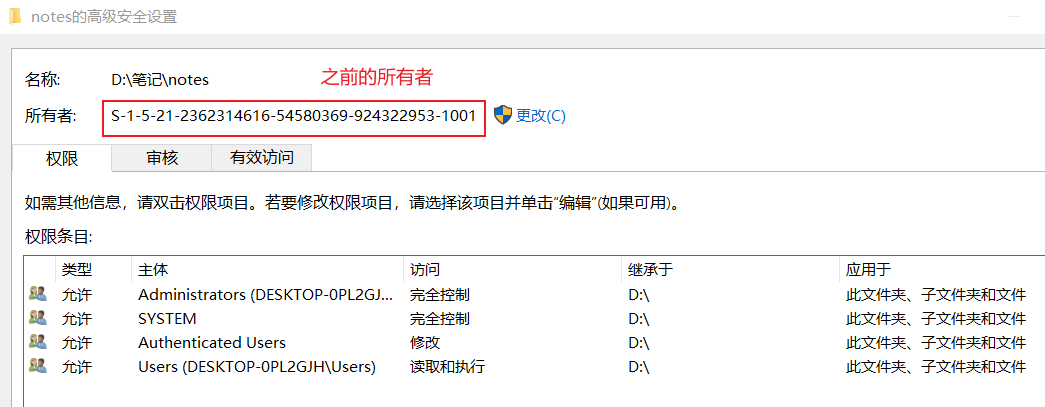 notes的高级安全设置
名称: D:\笔记\notes 之前的所有者
所有者: S-1-5-21-2362314616-54580369-924322953-1001 更改(C)
权限 审核 有效访问
如需其他信息，请双击权限项目。若要修改权限项目，请选择该项目并单击“编辑”(如果可用)。
权限条目:
类型 主体 访问 继承于 应用于
允许 Administrators (DESKTOP-0PL2GJ... 完全控制 D:\ 此文件夹、子文件夹和文件
允许 SYSTEM 完全控制 D:\ 此文件夹、子文件夹和文件
允许 Authenticated Users 修改 D:\ 此文件夹、子文件夹和文件
允许 Users (DESKTOP-0PL2GJH\Users) 读取和执行 D:\ 此文件夹、子文件夹和文件